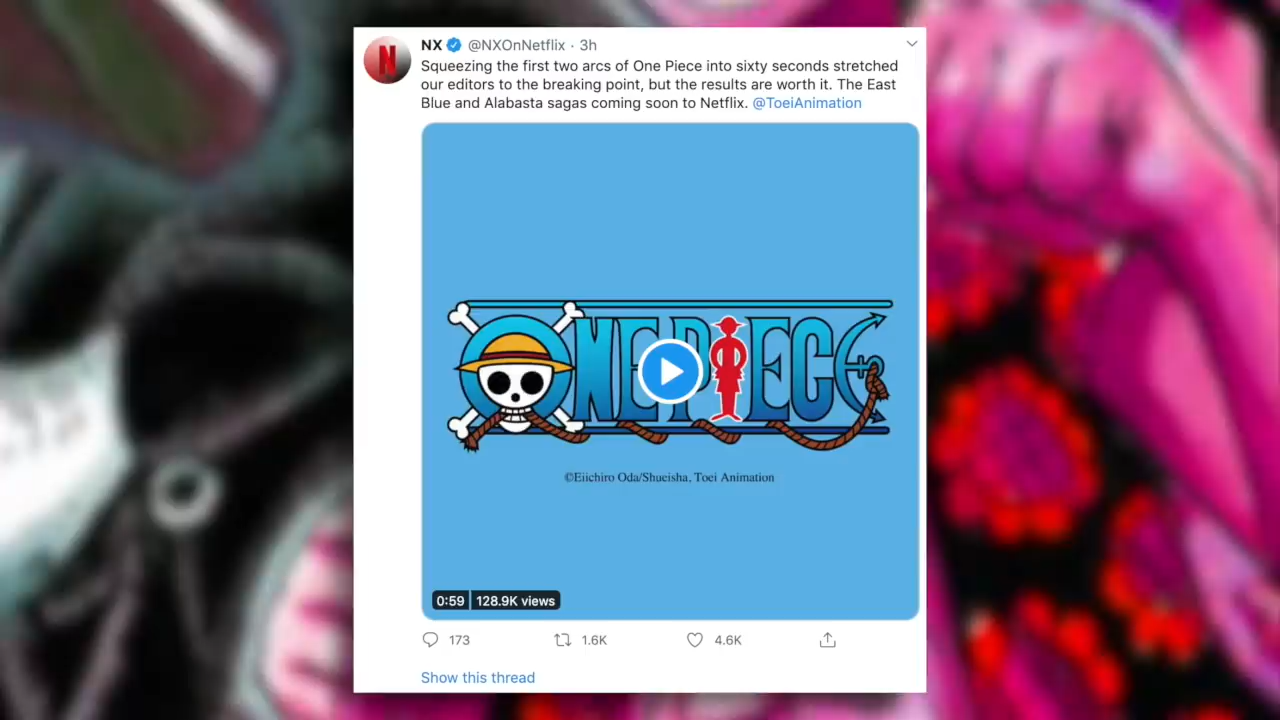 NX @NXOnNetflix · 3h
Squeezing the first two arcs of One Piece into sixty seconds stretched
our editors to the breaking point, but the results are worth it. The East
Blue and Alabasta sagas coming soon to Netflix. @ToeiAnimation
ONE PIECE
©Eiichiro Oda/Shueisha, Toei Animation
0:59 128.9K views
173 1.6K 4.6K
Show this thread